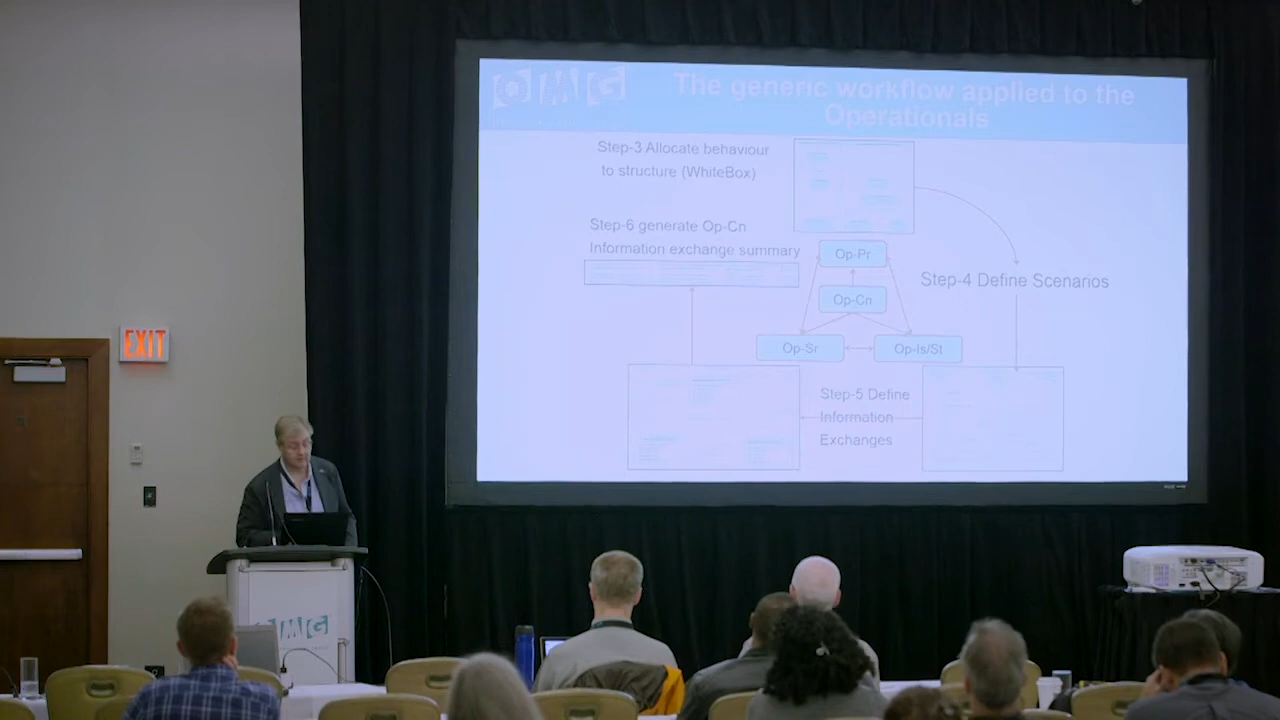 OMG
The generic workflow applied to the
Operationals
Step-3 Allocate behaviour
to structure (WhiteBox)
Step-6 generate Op-Cn
Information exchange summary
Op-Pr
Op-Cn
Op-Sr
Op-Is/St
Step-4 Define Scenarios
Step-5 Define
Information
Exchanges
EXIT
OMG